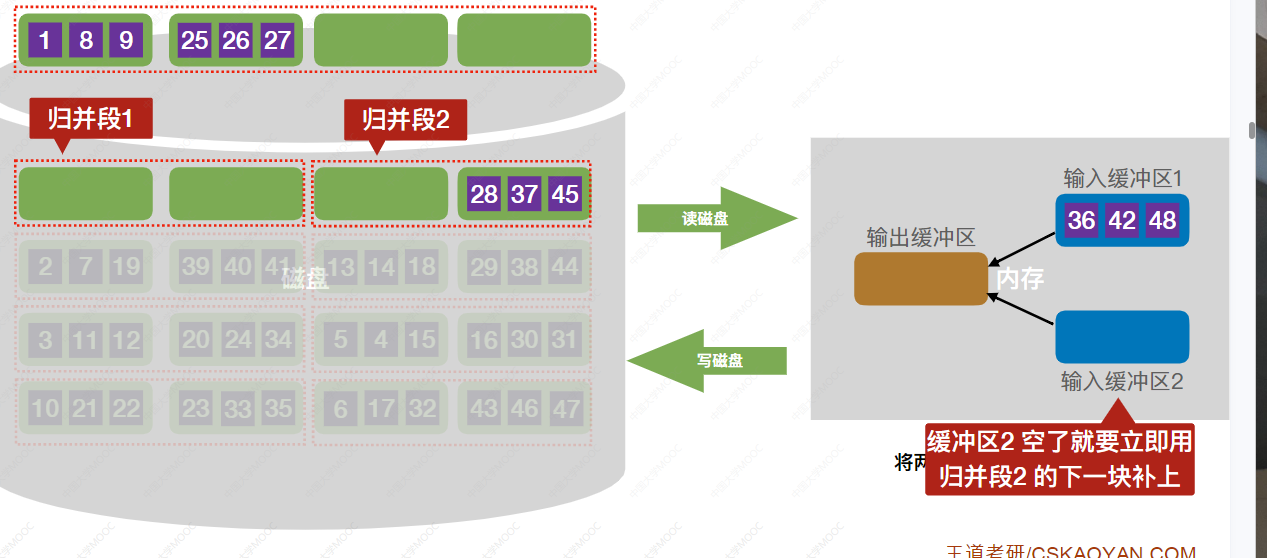 1 8 9 25 26 27
归并段1
归并段2
28 37 45
2 7 19 39 40 41 13 14 18 29 38 44
磁盘
3 11 12 20 24 34 5 4 15 16 30 31
10 21 22 23 33 35 6 17 32 43 46 47
读磁盘
写磁盘
输入缓冲区1
36 42 48
输出缓冲区
内存
输入缓冲区2
缓冲区2 空了就要立即用
归并段2 的下一块补上
将两
王道考研/CSKAOYAN.COM